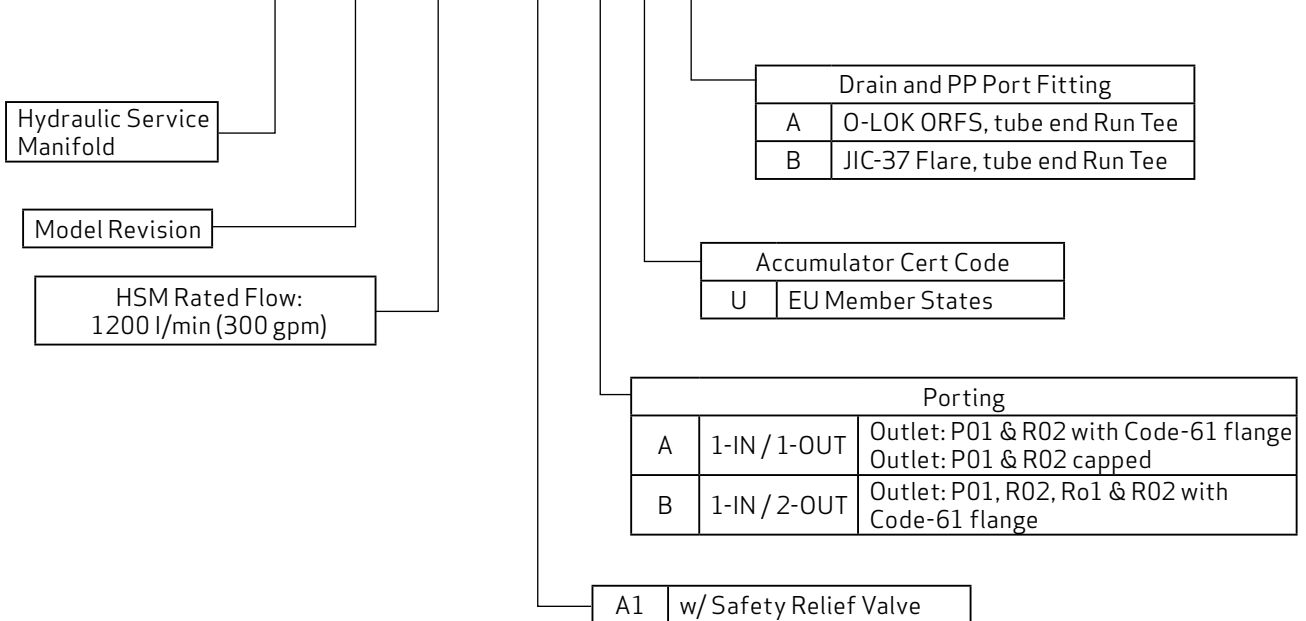 Drain and PP Port Fitting
A O-LOK ORFS, tube end Run Tee
B JIC-37 Flare, tube end Run Tee
Hydraulic Service
Manifold
Model Revision
Accumulator Cert Code
U EU Member States
HSM Rated Flow:
1200 l/min (300 gpm)
Porting
A 1-IN / 1-OUT Outlet: P01 & R02 with Code-61 flange
Outlet: P01 & R02 capped
B 1-IN / 2-OUT Outlet: P01, R02, Ro1 & R02 with
Code-61 flange
A1 w/ Safety Relief Valve